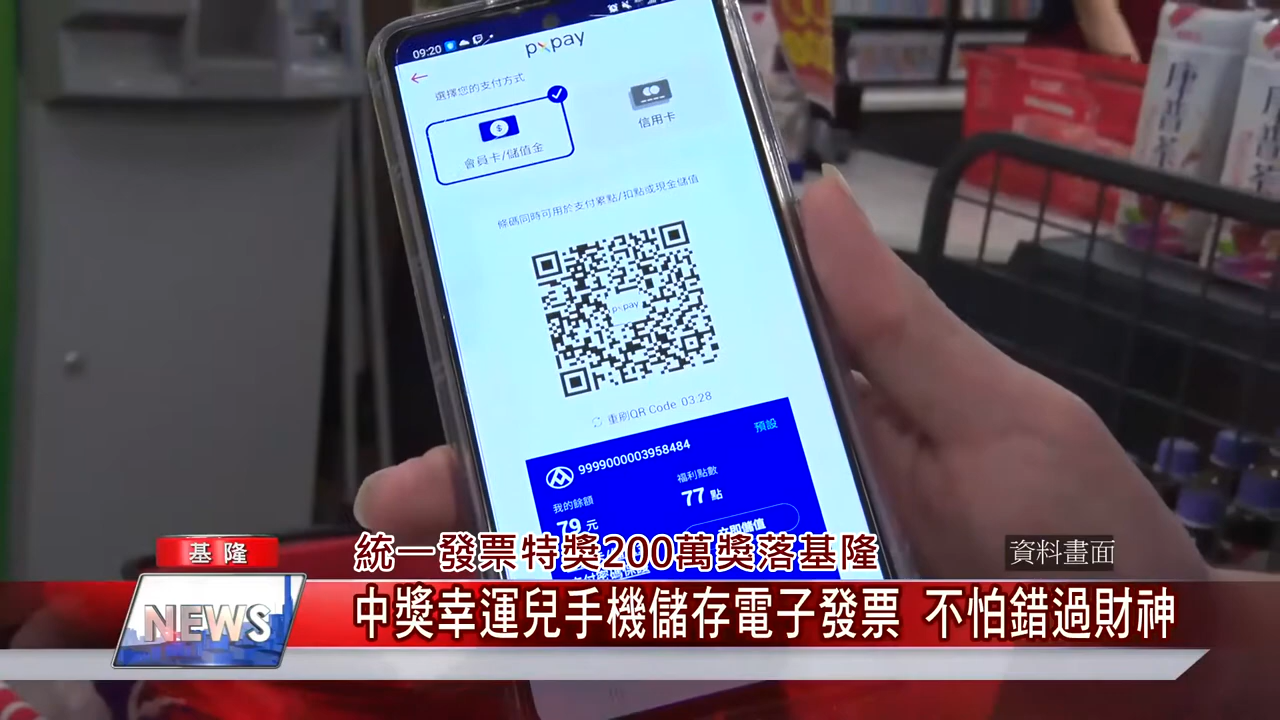 09:20
pxpay
選擇您的支付方式
會員卡/儲值金
信用卡
條碼同時可用於支付累點/扣點或現金儲值
pxpay
重刷QR Code 03:28
9999000003958484
預設
我的餘額
福利點數
79 元
77 點
立即儲值
統一發票特獎200萬獎落基隆
資料畫面
基隆
NEWS
中獎幸運兒手機儲存電子發票 不怕錯過財神